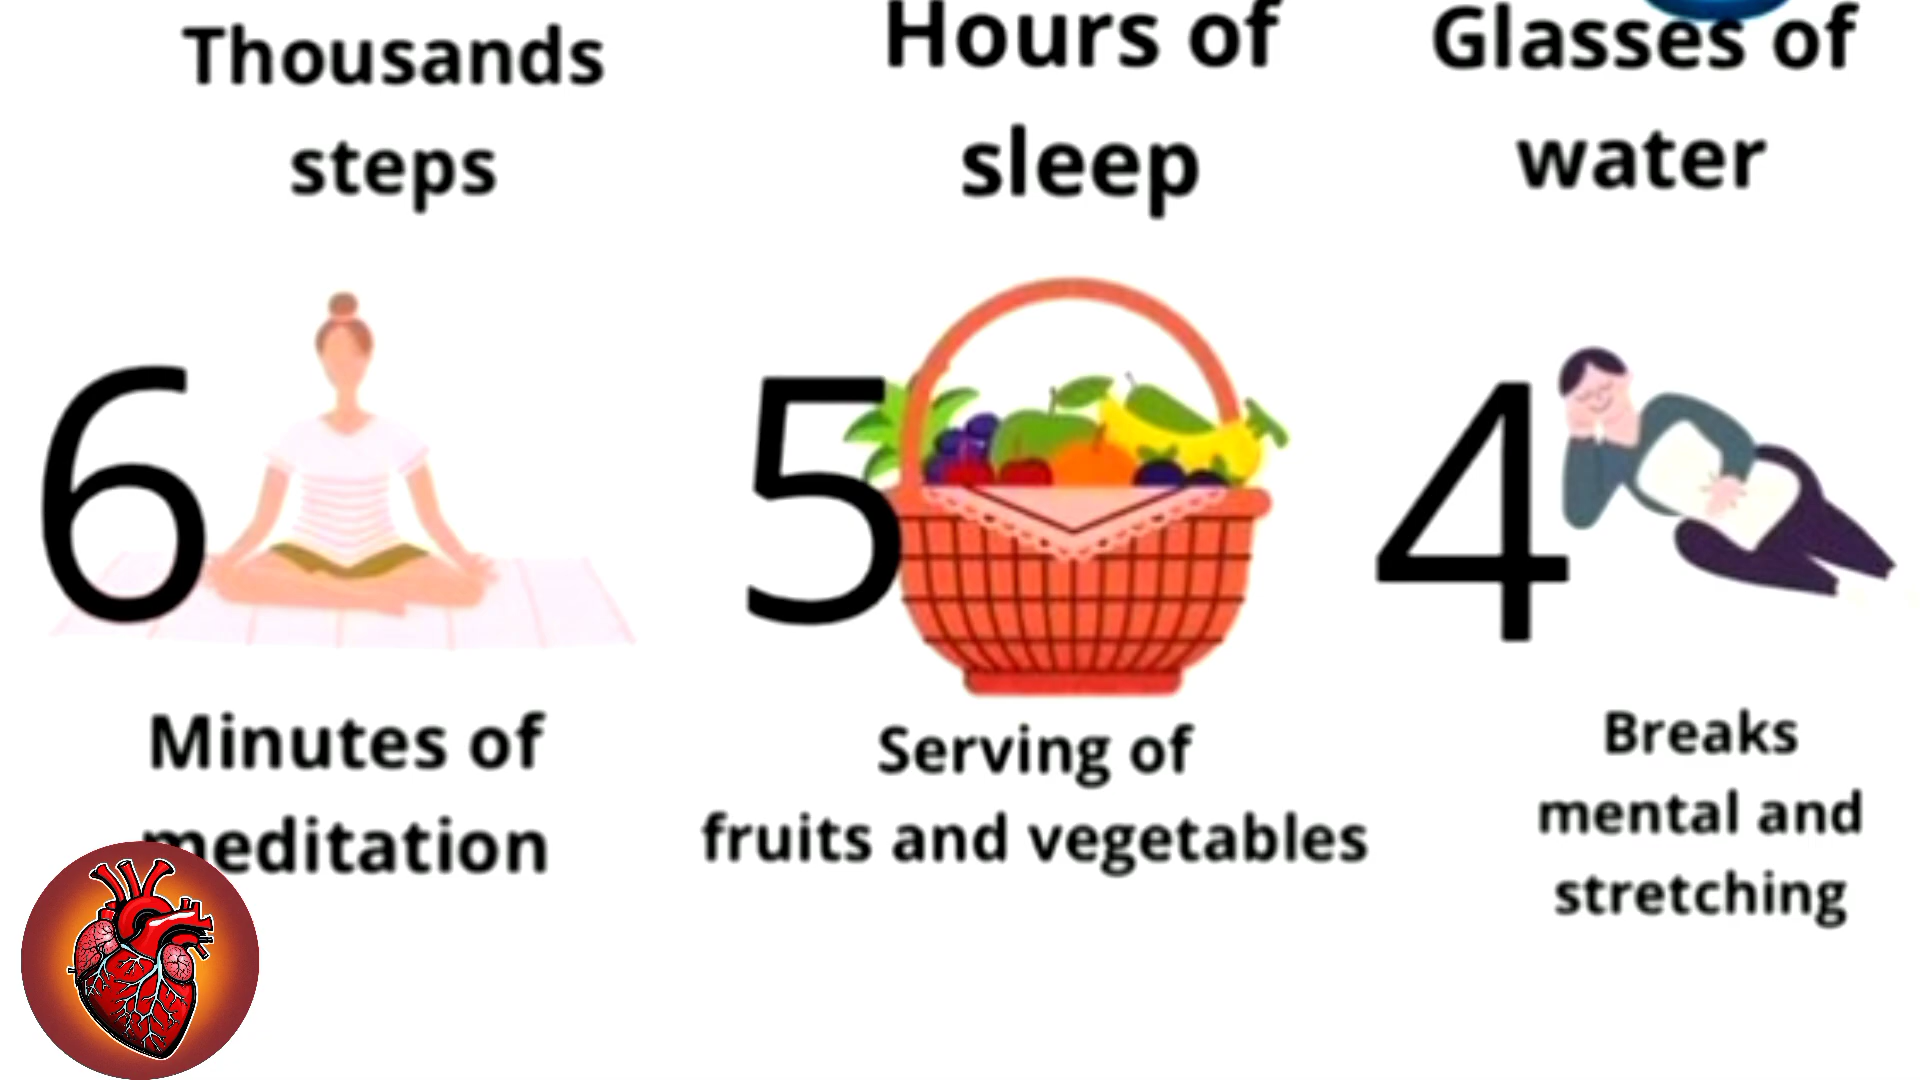 Thousands
steps
Hours of
sleep
Glasses of
water
6
Minutes of
meditation
5
Serving of
fruits and vegetables
4
Breaks
mental and
stretching